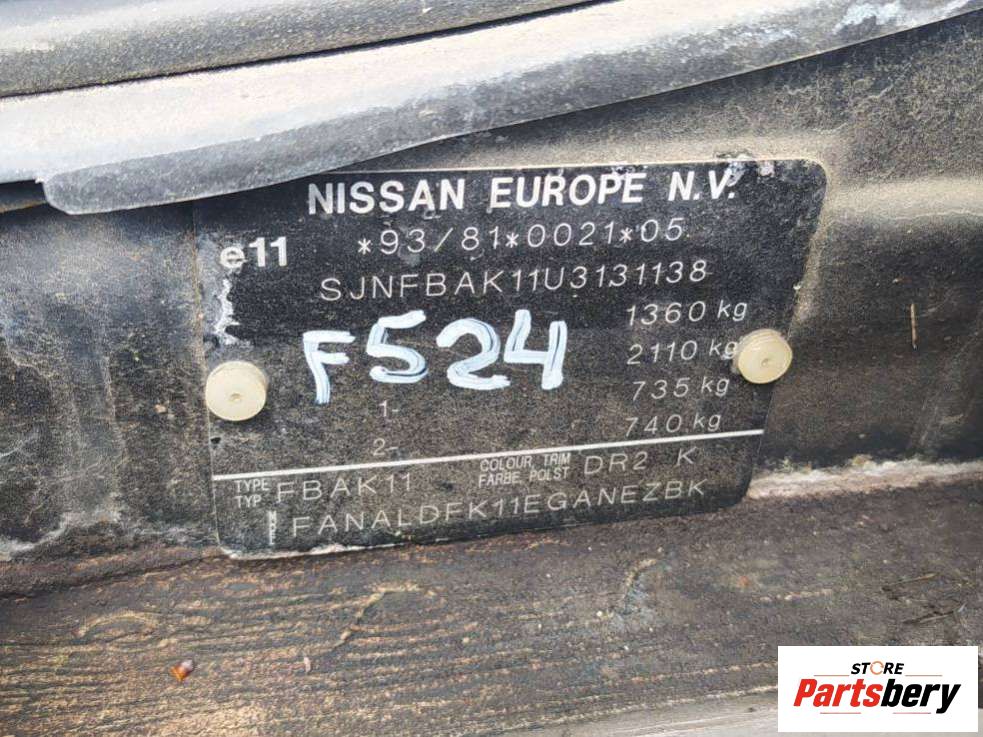 NISSAN EUROPE N.V.
e11 *93/81*0021*05
SJNFBAK11U3131138
1360 kg
F524
2110 kg
1- 735 kg
2- 740 kg
TYPE TYP FBAK11 COLOUR, TRIM FARBE, POLST DR2 K
FANALDFK11EGANEZBK
STORE
Partsbery